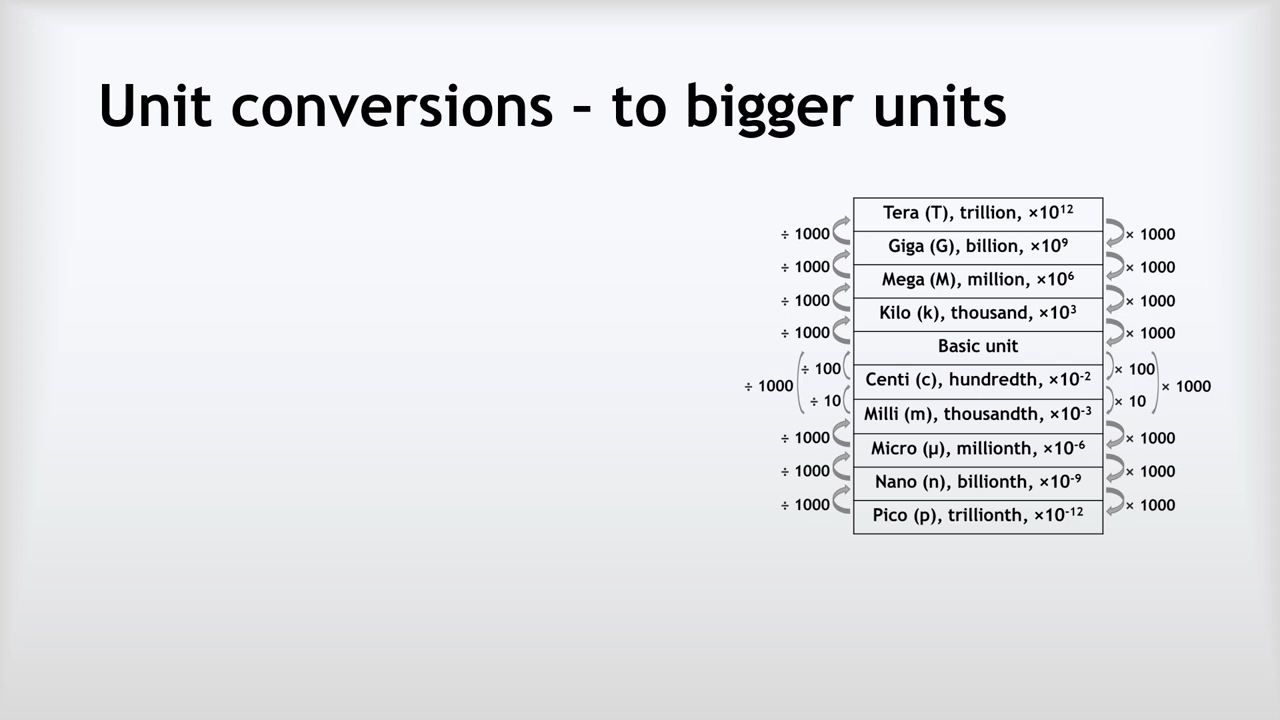 Unit conversions – to bigger units
Tera (T), trillion, ×10¹²
÷ 1000 × 1000
Giga (G), billion, ×10⁹
÷ 1000 × 1000
Mega (M), million, ×10⁶
÷ 1000 × 1000
Kilo (k), thousand, ×10³
÷ 1000 × 1000
Basic unit
÷ 100 × 100
Centi (c), hundredth, ×10⁻²
÷ 1000 × 1000
÷ 10 × 10
Milli (m), thousandth, ×10⁻³
÷ 1000 × 1000
Micro (µ), millionth, ×10⁻⁶
÷ 1000 × 1000
Nano (n), billionth, ×10⁻⁹
÷ 1000 × 1000
Pico (p), trillionth, ×10⁻¹²